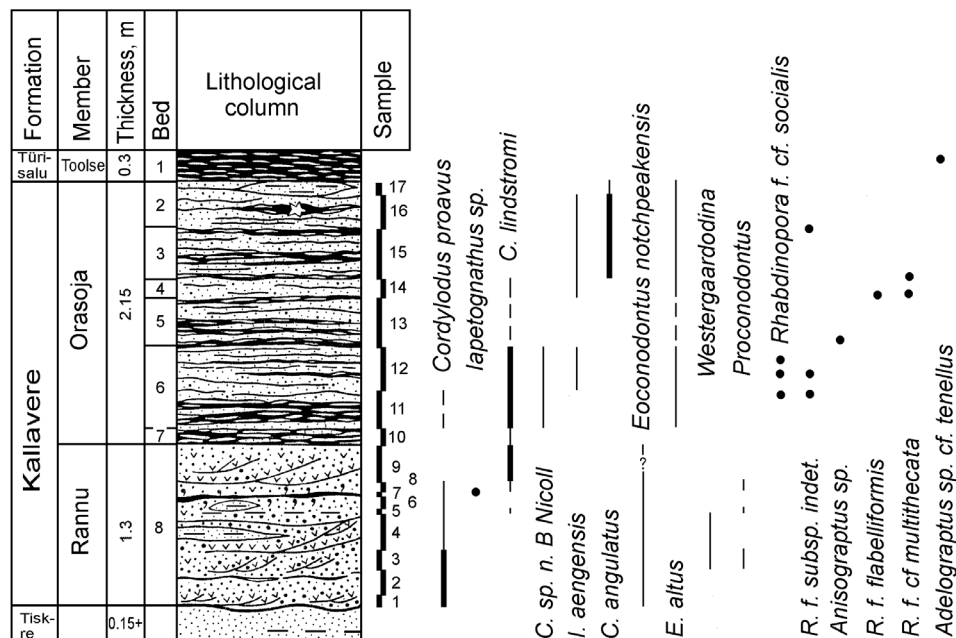 Formation
Member
Thickness, m
Bed
Lithological
column
Sample
Türi-
salu
Toolse
0.3
1
Kallavere
Orasoja
2.15
2
3
4
5
6
7
Rannu
1.3
8
Tisk-
re
0.15+
17
16
15
14
13
12
11
10
9
8
7
6
5
4
3
2
1
Cordylodus proavus
Iapetognathus sp.
C. lindstromi
C. sp. n. B Nicoll
I. aengensis
C. angulatus
Eoconodontus notchpeakensis
?
E. altus
Westergaardodina
Proconodontus
Rhabdinopora f. cf. socialis
R. f. subsp. indet.
Anisograptus sp.
R. f. flabelliformis
R. f. cf multithecata
Adelograptus sp. cf. tenellus